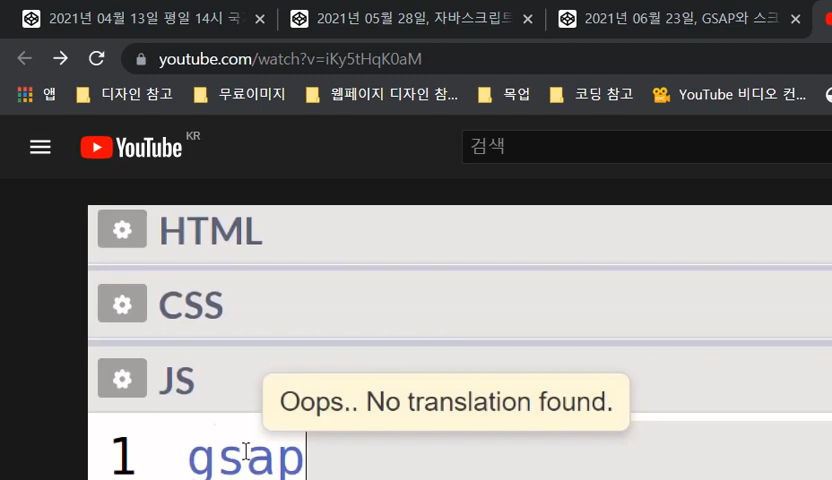 2021년 04월 13일 평일 14시 국
2021년 05월 28일, 자바스크립트
2021년 06월 23일, GSAP와 스크
youtube.com/watch?v=iKy5tHqK0aM
앱 디자인 참고 무료이미지 웹페이지 디자인 참... 목업 코딩 참고 YouTube 비디오 컨...
YouTube KR
검색
HTML
CSS
JS
Oops.. No translation found.
1 gsap